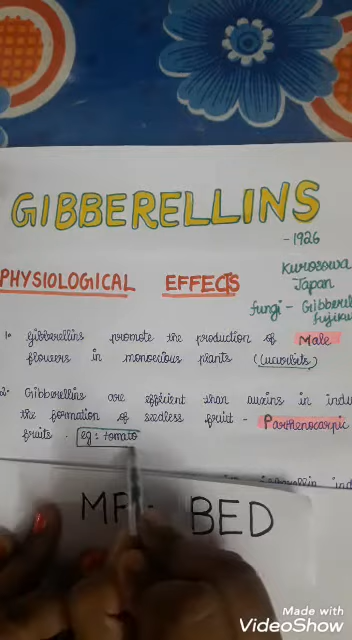 GIBBERELLINS
- 1926
Kurosowa
Japan
fungi -
PHYSIOLOGICAL EFFECTS
1. Gibberellins promote the production of Male
flowers in monoecious plants (cucurbits)
2. Gibberellins are efficient than auxins in
the formation of seedless fruit - Parthenocarpic
fruits. eg: tomato
BED
Made with
VideoShow